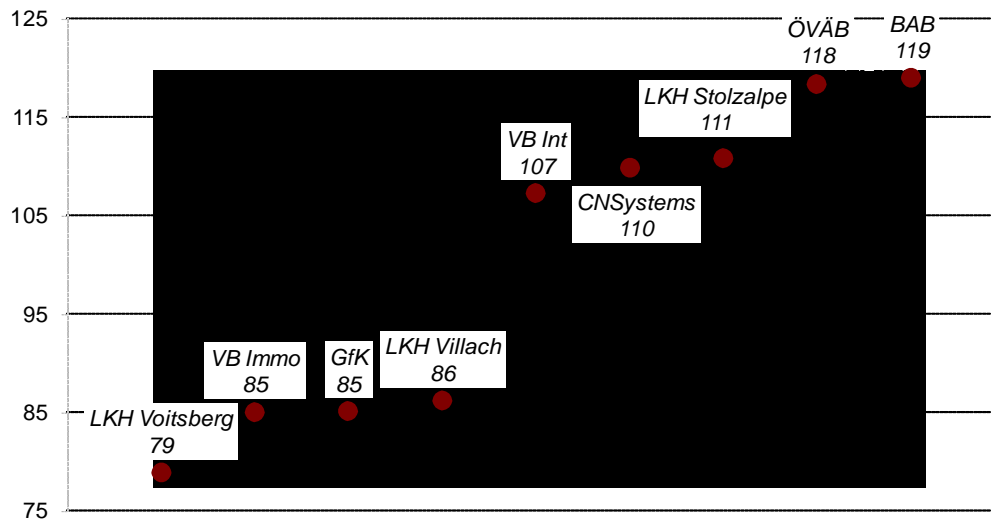 125
115
105
95
85
75
LKH Voitsberg
79
VB Immo
85
GfK
85
LKH Villach
86
VB Int
107
CNSystems
110
LKH Stolzalpe
111
ÖVÄB
118
BAB
119